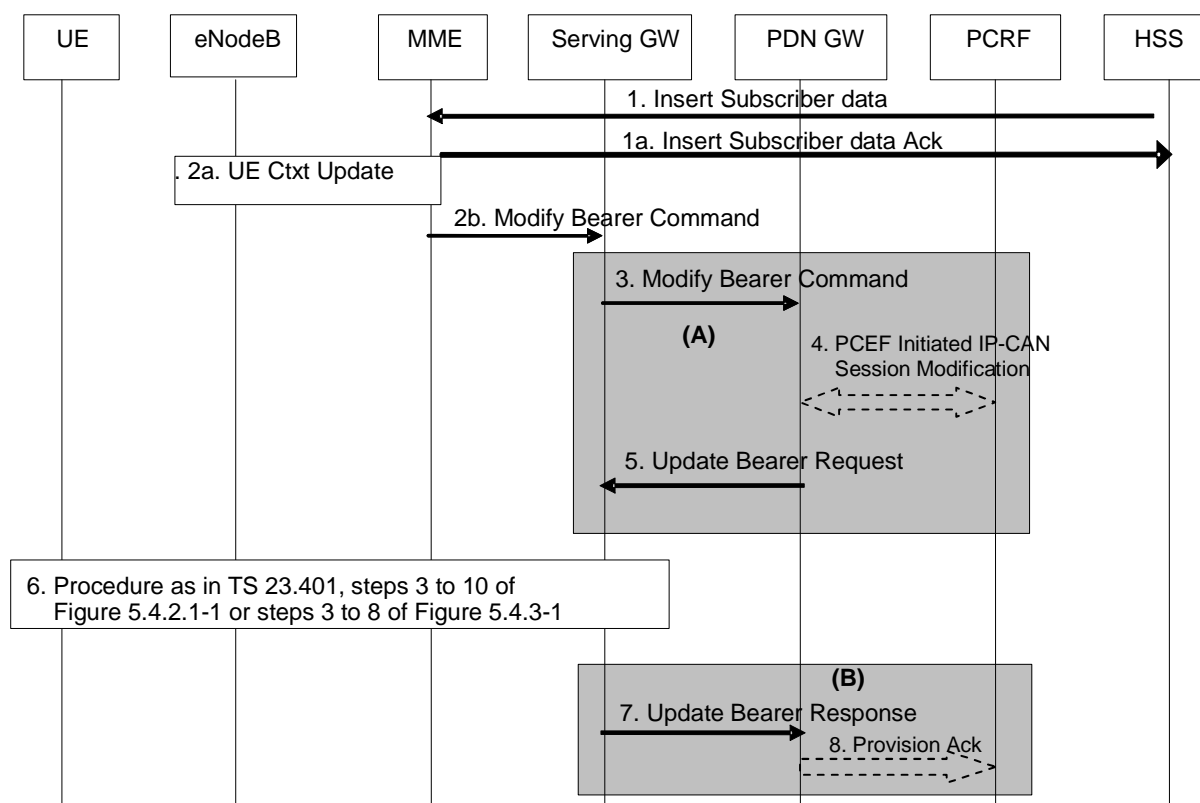 UE
eNodeB
MME
Serving GW
PDN GW
PCRF
HSS
1. Insert Subscriber data
1a. Insert Subscriber data Ack
. 2a. UE Ctxt Update
2b. Modify Bearer Command
3. Modify Bearer Command
(A)
4. PCEF Initiated IP-CAN
Session Modification
5. Update Bearer Request
6. Procedure as in TS 23.401, steps 3 to 10 of
Figure 5.4.2.1-1 or steps 3 to 8 of Figure 5.4.3-1
(B)
7. Update Bearer Response
8. Provision Ack